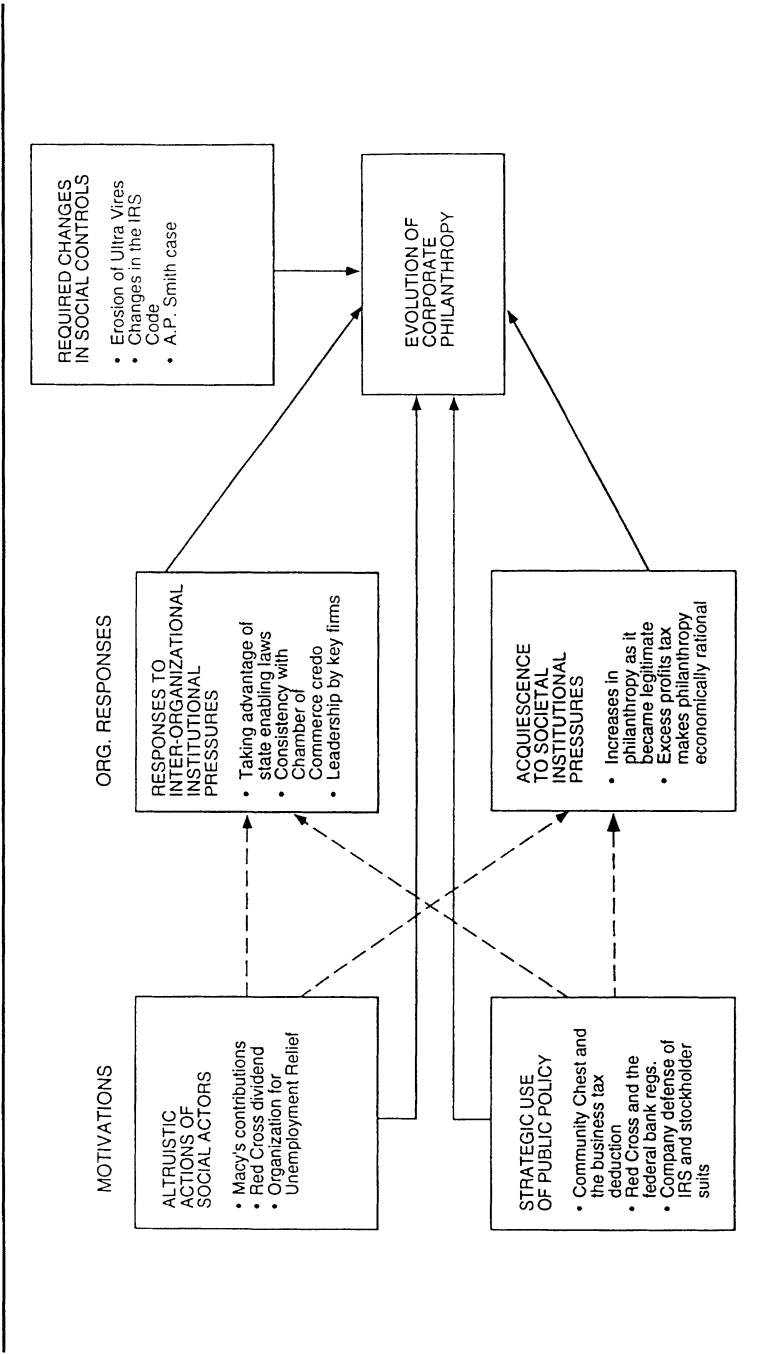 MOTIVATIONS
ORG. RESPONSES
ALTRUISTIC
ACTIONS OF
SOCIAL ACTORS
• Macy's contributions
• Red Cross dividend
• Organization for
Unemployment Relief
STRATEGIC USE
OF PUBLIC POLICY
• Community Chest and
the business tax
deduction
• Red Cross and the
federal bank regs.
• Company defense of
IRS and stockholder
suits
RESPONSES TO
INTER-ORGANIZATIONAL
INSTITUTIONAL
PRESSURES
• Taking advantage of
state enabling laws
• Consistency with
Chamber of
Commerce credo
• Leadership by key firms
ACQUIESCENCE
TO SOCIETAL
INSTITUTIONAL
PRESSURES
• Increases in
philanthropy as it
became legitimate
• Excess profits tax
makes philanthropy
economically rational
REQUIRED CHANGES
IN SOCIAL CONTROLS
• Erosion of Ultra Vires
• Changes in the IRS
Code
• A.P. Smith case
EVOLUTION OF
CORPORATE
PHILANTHROPY